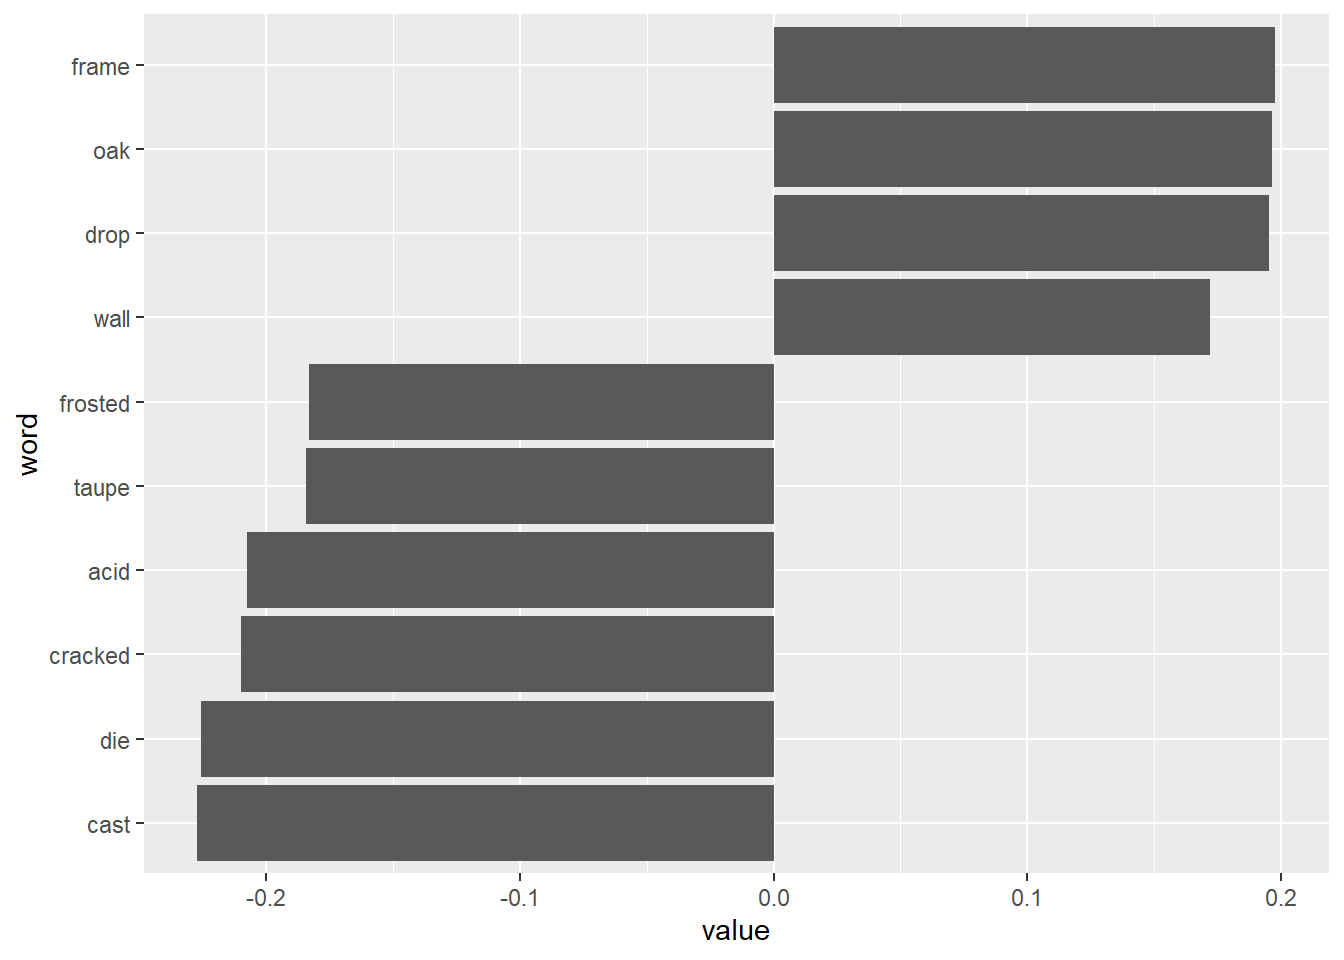 frame
oak
drop
wall
frosted
taupe
acid
cracked
die
cast
word
-0.2 -0.1 0.0 0.1 0.2
value